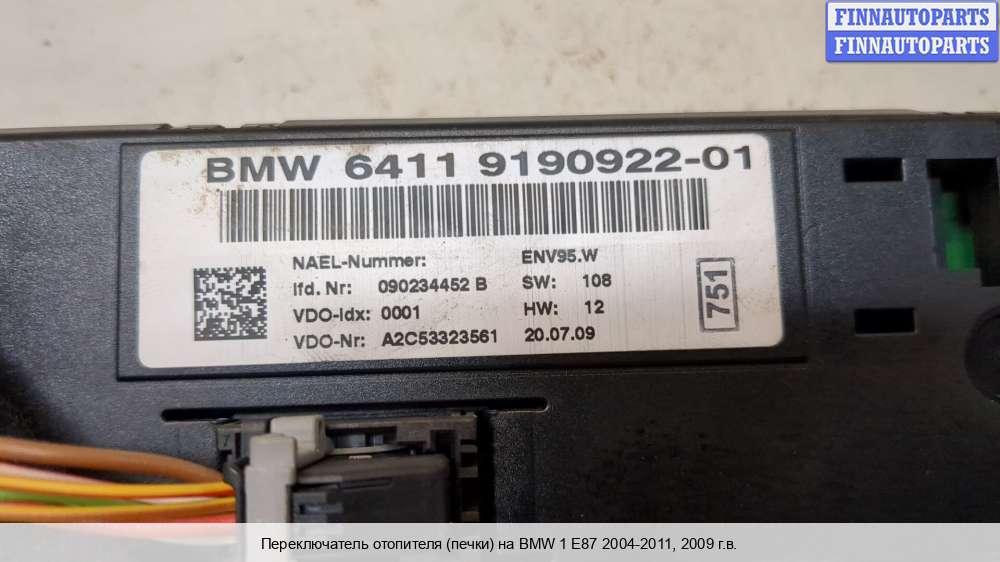 FINNAUTOPARTS
FINNAUTOPARTS
BMW 6411 9190922-01
NAEL-Nummer: ENV95.W
lfd. Nr: 090234452 B SW: 108
VDO-Idx: 0001 HW: 12
VDO-Nr: A2C53323561 20.07.09
751
Переключатель отопителя (печки) на BMW 1 E87 2004-2011, 2009 г.в.